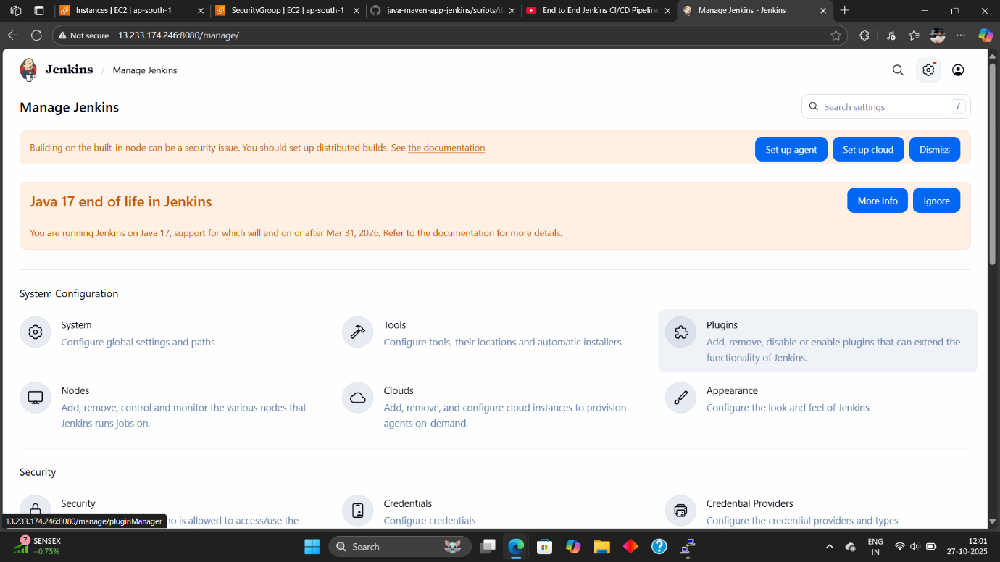 Instances | EC2 | ap-south-1
SecurityGroup | EC2 | ap-south-1
java-maven-app-jenkins/scripts/d
End to End Jenkins CI/CD Pipeline
Manage Jenkins - Jenkins
Not secure
13.233.174.246:8080/manage/
Jenkins / Manage Jenkins
Manage Jenkins
Search settings
/
Building on the built-in node can be a security issue. You should set up distributed builds. See the documentation.
Set up agent
Set up cloud
Dismiss
Java 17 end of life in Jenkins
More Info
Ignore
You are running Jenkins on Java 17, support for which will end on or after Mar 31, 2026. Refer to the documentation for more details.
System Configuration
System
Configure global settings and paths.
Tools
Configure tools, their locations and automatic installers.
Plugins
Add, remove, disable or enable plugins that can extend the
functionality of Jenkins.
Nodes
Add, remove, control and monitor the various nodes that
Jenkins runs jobs on.
Clouds
Add, remove, and configure cloud instances to provision
agents on-demand.
Appearance
Configure the look and feel of Jenkins
Security
Security
ho is allowed to access/use the
Credentials
Configure credentials
Credential Providers
Configure the credential providers and types
13.233.174.246:8080/manage/pluginManager
7
SENSEX
+0.75%
Search
ENG
IN
12:01
27-10-2025